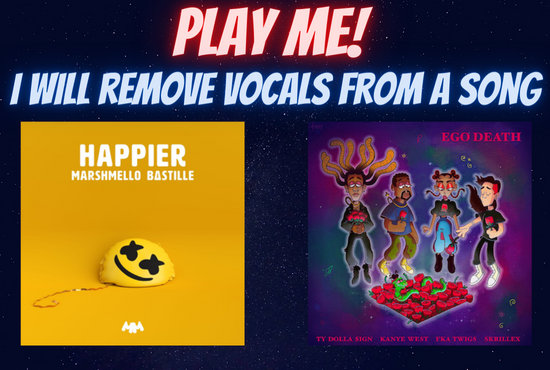 PLAY ME!
I WILL REMOVE VOCALS FROM A SONG
HAPPIER
MARSHMELLO BASTILLE
EGO DEATH
TY DOLLA $IGN KANYE WEST FKA TWIGS SKRILLEX